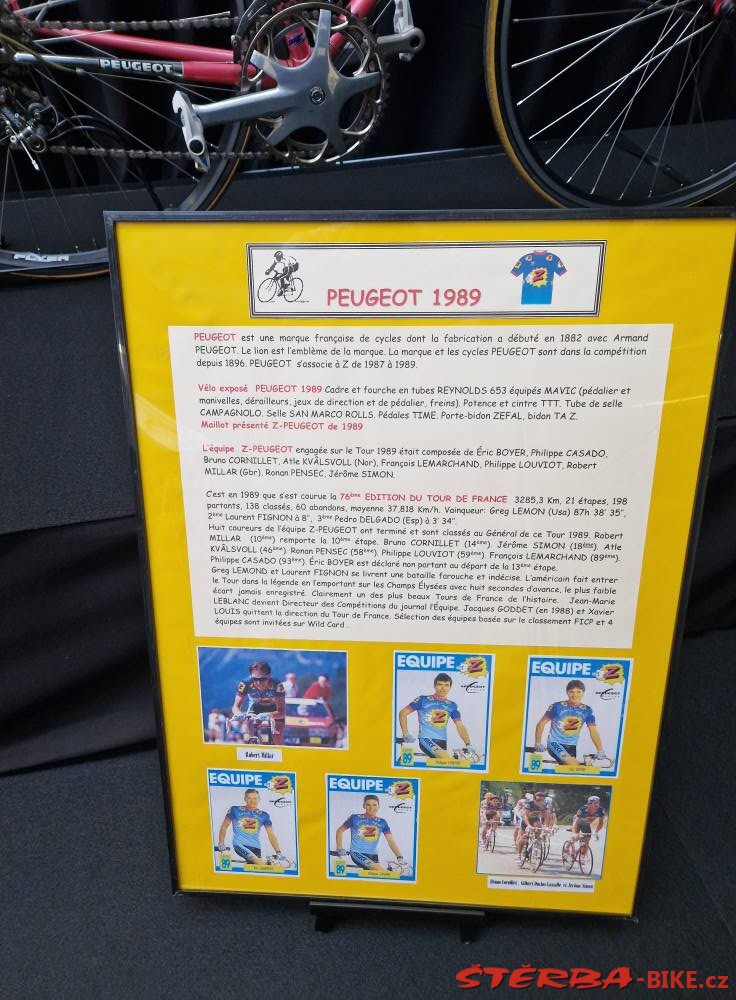 PEUGEOT
FLYER
PEUGEOT 1989
PEUGEOT est une marque française de cycles dont la fabrication a débuté en 1882 avec Armand
PEUGEOT. Le lion est l'emblème de la marque. La marque et les cycles PEUGEOT sont dans la compétition
depuis 1896. PEUGEOT s'associe à Z de 1987 à 1989.
Vélo exposé PEUGEOT 1989 Cadre et fourche en tubes REYNOLDS 653 équipés MAVIC (pédalier et
manivelles, dérailleurs, jeux de direction et de pédalier, freins). Potence et cintre TTT. Tube de selle
CAMPAGNOLO. Selle SAN MARCO ROLLS. Pédales TIME. Porte-bidon ZEFAL, bidon TA Z.
Maillot présenté Z-PEUGEOT de 1989
L'équipe Z-PEUGEOT engagée sur le Tour 1989 était composée de Éric BOYER, Philippe CASADO,
Bruno CORNILLET, Atle KVÅLSVOLL (Nor), François LEMARCHAND, Philippe LOUVIOT, Robert
MILLAR (Gbr), Ronan PENSEC, Jérôme SIMON.
C'est en 1989 que s'est courue la 76ème EDITION DU TOUR DE FRANCE 3285,3 Km, 21 étapes, 198
partants, 138 classés, 60 abandons, moyenne 37,818 Km/h. Vainqueur: Greg LEMON (Usa) 87h 38' 35",
2ème Laurent FIGNON à 8", 3ème Pedro DELGADO (Esp) à 3' 34".
Huit coureurs de l'équipe Z-PEUGEOT ont terminé et sont classés au Général de ce Tour 1989. Robert
MILLAR (10ème) remporte la 10ème étape. Bruno CORNILLET (14ème). Jérôme SIMON (18ème). Atle
KVÅLSVOLL (46ème). Ronan PENSEC (58ème). Philippe LOUVIOT (59ème). François LEMARCHAND (89ème).
Philippe CASADO (93ème). Éric BOYER est déclaré non partant au départ de la 13ème étape.
Greg LEMOND et Laurent FIGNON se livrent une bataille farouche et indécise. L'américain fait entrer
le Tour dans la légende en l'emportant sur les Champs Élysées avec huit secondes d'avance, le plus faible
écart jamais enregistré. Clairement un des plus beaux Tours de France de l'histoire. Jean-Marie
LEBLANC devient Directeur des Compétitions du journal l'Équipe. Jacques GODDET (en 1988) et Xavier
LOUIS quittent la direction du Tour de France. Sélection des équipes basée sur le classement FICP et 4
équipes sont invitées sur Wild Card.
Robert Millar
EQUIPE Z
PEUGEOT
89
EQUIPE Z
PEUGEOT
89
EQUIPE Z
89
EQUIPE Z
89
Bruno Cornillet, Gilbert Duclos-Lassalle et Jérôme Simon
ŠTĚRBA-BIKE.cz